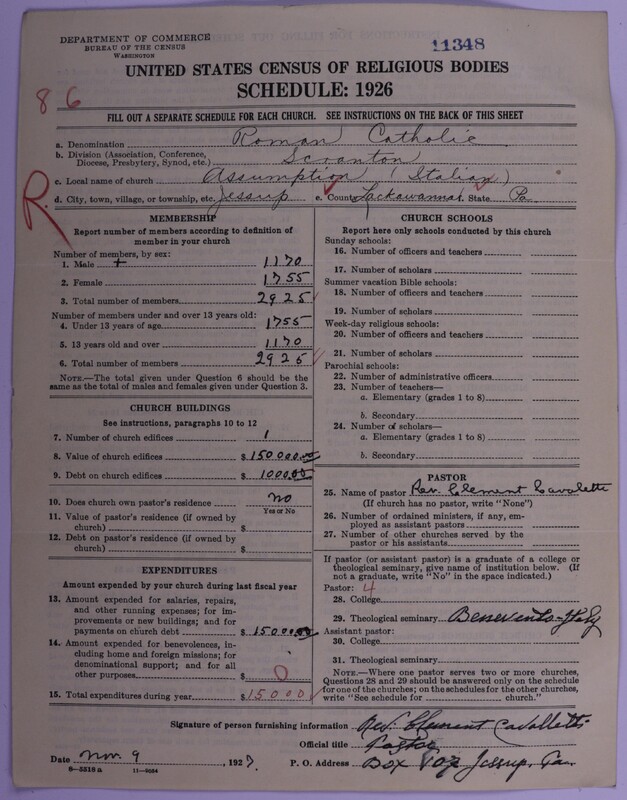 DEPARTMENT OF COMMERCE
BUREAU OF THE CENSUS
WASHINGTON
11348
UNITED STATES CENSUS OF RELIGIOUS BODIES
SCHEDULE: 1926
8 6
FILL OUT A SEPARATE SCHEDULE FOR EACH CHURCH. SEE INSTRUCTIONS ON THE BACK OF THIS SHEET
a. Denomination Roman Catholic
b. Division (Association, Conference, Diocese, Presbytery, Synod, etc.) Scranton
c. Local name of church Assumption (Italian)
R
d. City, town, village, or township, etc. Jessup e. County Lackawanna State Pa
MEMBERSHIP
Report number of members according to definition of
member in your church
Number of members, by sex:
1. Male + 1170
2. Female 1755
3. Total number of members 2925
Number of members under and over 13 years old:
4. Under 13 years of age 1755
5. 13 years old and over 1170
6. Total number of members 2925
NOTE.—The total given under Question 6 should be the
same as the total of males and females given under Question 3.
CHURCH BUILDINGS
See instructions, paragraphs 10 to 12
7. Number of church edifices 1
8. Value of church edifices $ 150000.00
9. Debt on church edifices 1000.00
10. Does church own pastor's residence no
Yes or No
11. Value of pastor's residence (if owned by
church) $
12. Debt on pastor's residence (if owned by
church) $
EXPENDITURES
Amount expended by your church during last fiscal year
13. Amount expended for salaries, repairs,
and other running expenses; for im-
provements or new buildings; and for
payments on church debt $ 1500.00
14. Amount expended for benevolences, in-
cluding home and foreign missions; for
denominational support; and for all
other purposes $ 0
15. Total expenditures during year $ 1500.00
CHURCH SCHOOLS
Report here only schools conducted by this church
Sunday schools:
16. Number of officers and teachers
17. Number of scholars
Summer vacation Bible schools:
18. Number of officers and teachers
19. Number of scholars
Week-day religious schools:
20. Number of officers and teachers
21. Number of scholars
Parochial schools:
22. Number of administrative officers
23. Number of teachers—
a. Elementary (grades 1 to 8)
b. Secondary
24. Number of scholars—
a. Elementary (grades 1 to 8)
b. Secondary
PASTOR
25. Name of pastor Rev. Clement Cavalette
(If church has no pastor, write "None")
26. Number of ordained ministers, if any, em-
ployed as assistant pastors
27. Number of other churches served by the
pastor or his assistants
If pastor (or assistant pastor) is a graduate of a college or
theological seminary, give name of institution below. (If
not a graduate, write "No" in the space indicated.)
Pastor: 4
28. College
29. Theological seminary Benevento-Italy
Assistant pastor:
30. College
31. Theological seminary
NOTE.—Where one pastor serves two or more churches,
Questions 28 and 29 should be answered only on the schedule
for one of the churches; on the schedules for the other churches,
write "See schedule for church."
Signature of person furnishing information Rev. Clement Cavallette
Official title Pastor
Date Nov. 9, 1927 P. O. Address Box Jessup. Pa.
8—5218 a 11—9084